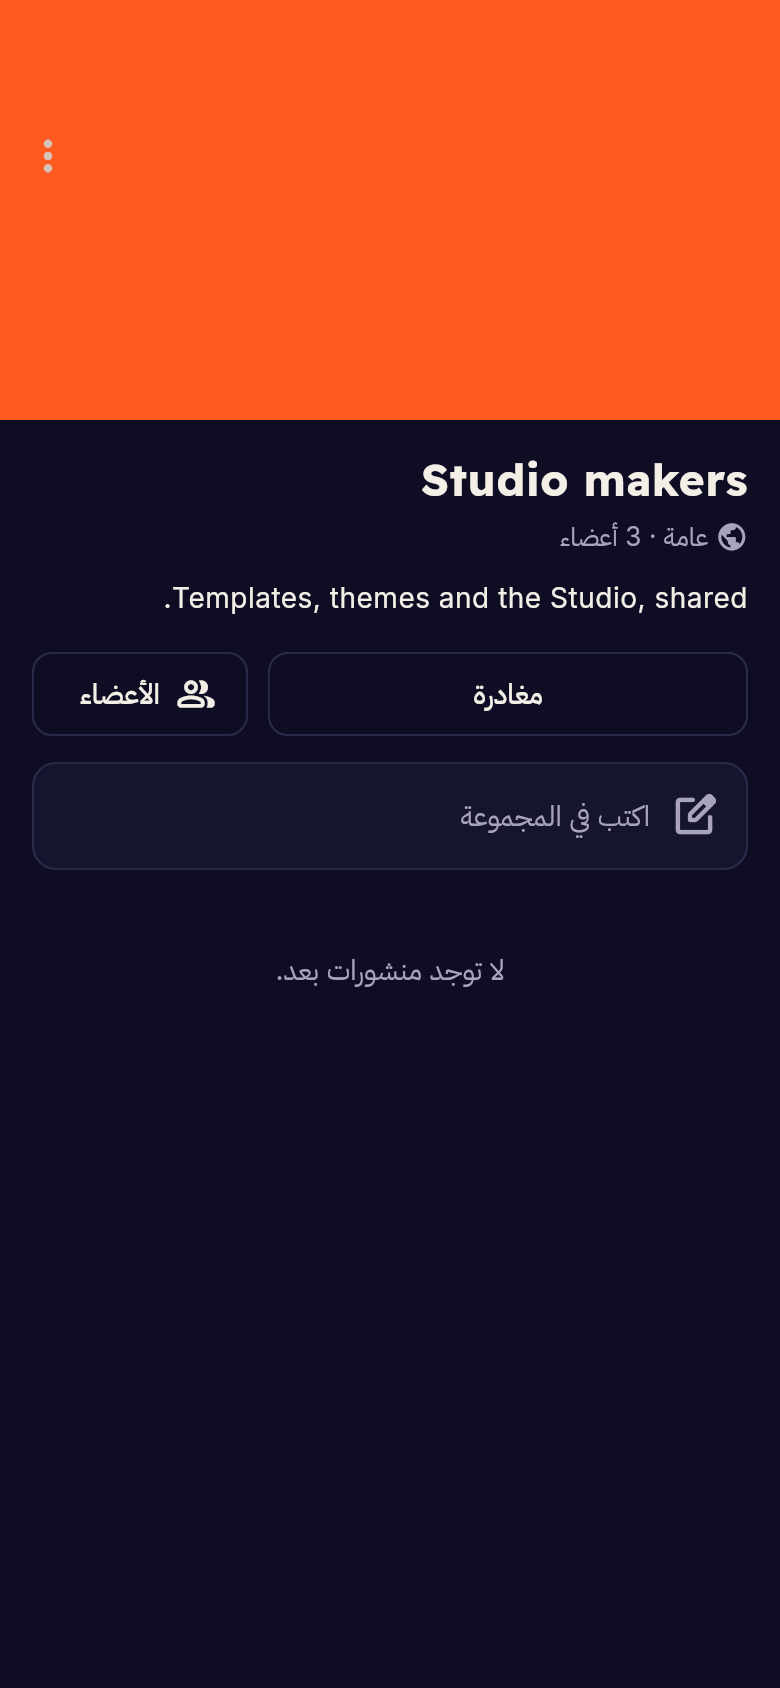 Studio makers
عامة · 3 أعضاء
Templates, themes and the Studio, shared.
مغادرة
الأعضاء
اكتب في المجموعة
لا توجد منشورات بعد.